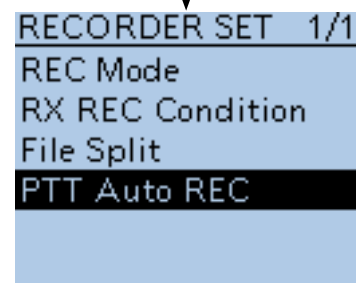 RECORDER SET 1/1
REC Mode
RX REC Condition
File Split
PTT Auto REC